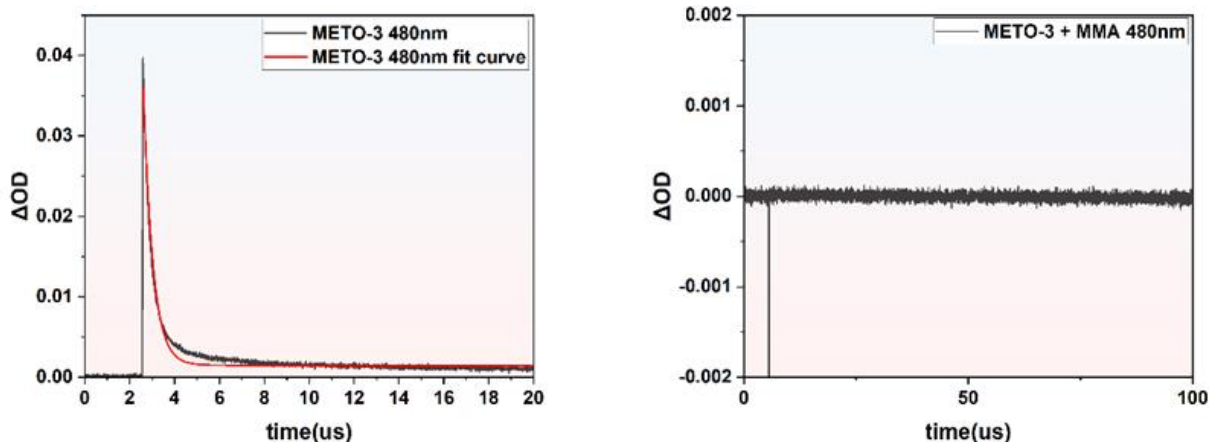 METO-3 480nm
METO-3 480nm fit curve
0.04
0.03
0.02
0.01
0.00
ΔOD
0 2 4 6 8 10 12 14 16 18 20
time(us)
METO-3 + MMA 480nm
0.002
0.001
0.000
-0.001
-0.002
ΔOD
0 50 100
time(us)